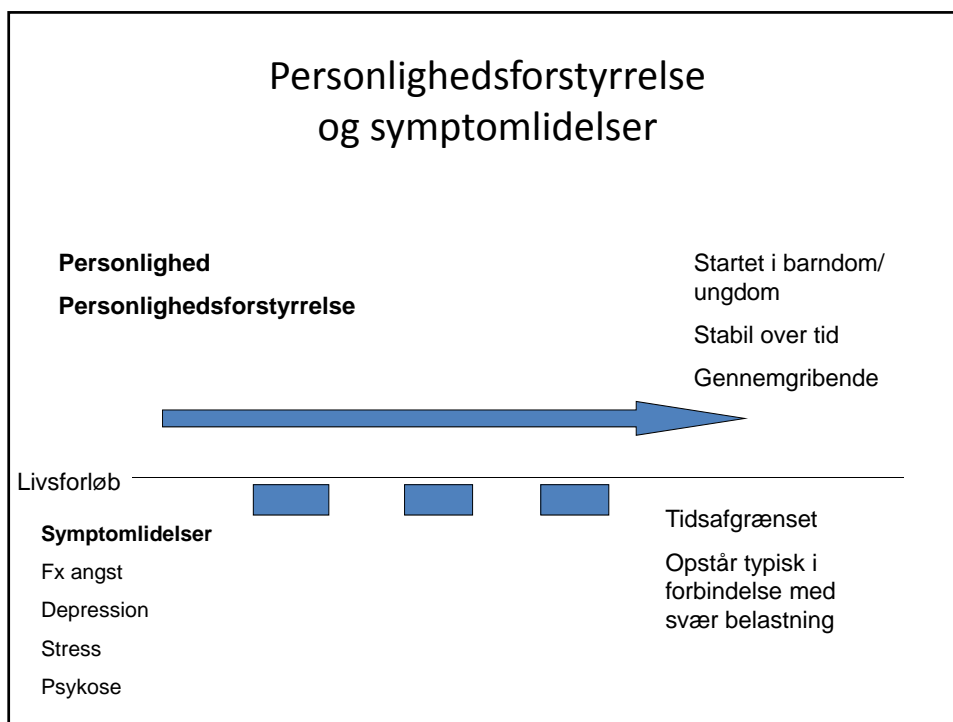 Personlighedsforstyrrelse
og symptomlidelser
Personlighed
Personlighedsforstyrrelse
Startet i barndom/
ungdom
Stabil over tid
Gennemgribende
Livsforløb
Symptomlidelser
Fx angst
Depression
Stress
Psykose
Tidsafgrænset
Opstår typisk i
forbindelse med
svær belastning